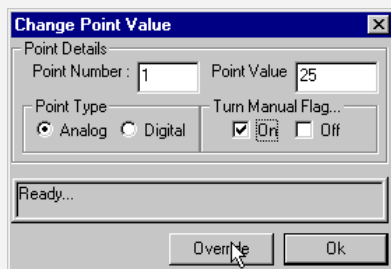 Change Point Value
Point Details
Point Number : 1 Point Value 25
Point Type Turn Manual Flag...
Analog Digital On Off
Ready...
Override Ok